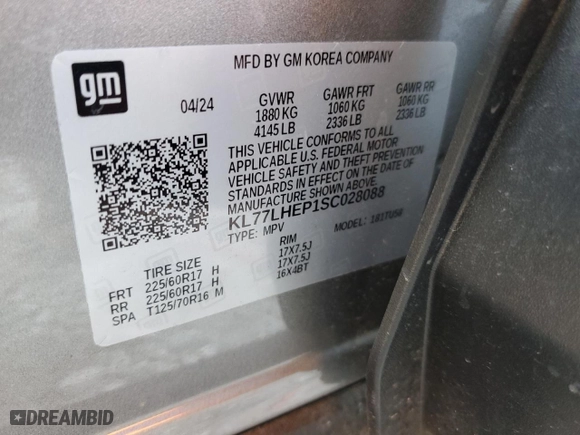 gm
MFD BY GM KOREA COMPANY
04/24
GVWR GAWR FRT GAWR RR
1880 KG 1060 KG 1060 KG
4145 LB 2336 LB 2336 LB
THIS VEHICLE CONFORMS TO ALL
APPLICABLE U.S. FEDERAL MOTOR
VEHICLE SAFETY AND THEFT PREVENTION
STANDARDS IN EFFECT ON THE DATE OF
MANUFACTURE SHOWN ABOVE.
KL77LHEP1SC028088
TYPE: MPV MODEL: 1817U58
TIRE SIZE RIM
FRT 225/60R17 H 17X7.5J
RR 225/60R17 H 17X7.5J
SPA T125/70R16 M 16X4BT
DREAMBID